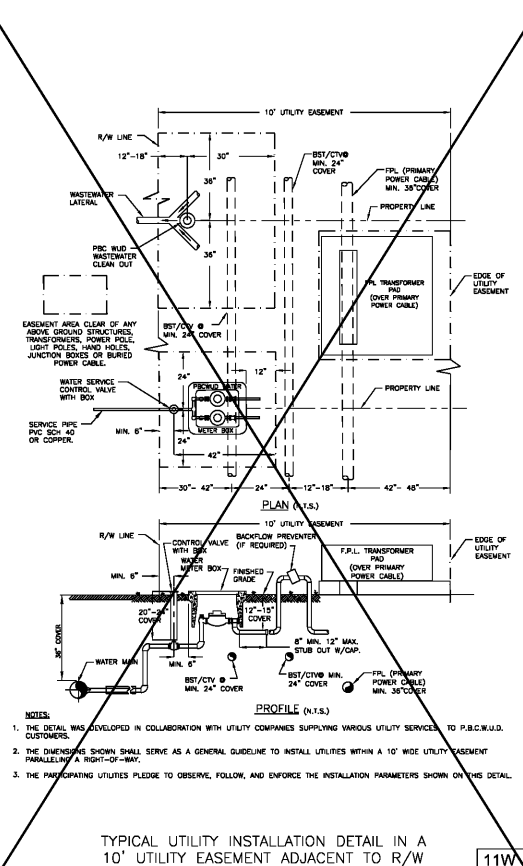 10' UTILITY EASEMENT
R/W LINE
12"-18"
30"
BST/CTV@
MIN. 24"
COVER
36"
FPL (PRIMARY
POWER CABLE)
MIN. 36"COVER
WASTEWATER
LATERAL
PROPERTY LINE
PBC WUD
WASTEWATER
CLEAN OUT
36"
EDGE OF
UTILITY
EASEMENT
FPL TRANSFORMER
PAD
(OVER PRIMARY
POWER CABLE)
EASEMENT AREA CLEAR OF ANY
ABOVE GROUND STRUCTURES,
TRANSFORMERS, POWER POLE,
LIGHT POLES, HAND HOLES,
JUNCTION BOXES OR BURIED
POWER CABLE.
BST/CTV @
MIN. 24" COVER
24"
12"
WATER SERVICE
CONTROL VALVE
WITH BOX
PBCWUD WATER
PROPERTY LINE
SERVICE PIPE
PVC SCH 40
OR COPPER.
MIN. 6"
METER BOX
24"
42"
30"- 42"
24"
12"-18"
42"- 48"
PLAN (N.T.S.)
10' UTILITY EASEMENT
R/W LINE
CONTROL VALVE
WITH BOX
BACKFLOW PREVENTER
(IF REQUIRED)
EDGE OF
UTILITY
EASEMENT
WATER
METER BOX
F.P.L. TRANSFORMER
PAD
(OVER PRIMARY
POWER CABLE)
MIN. 6"
FINISHED
GRADE
20"-24"
COVER
12"-15"
COVER
36" COVER
8" MIN. 12" MAX.
STUB OUT W/CAP.
WATER MAIN
MIN. 6"
BST/CTV @
MIN. 24" COVER
BST/CTV@ MIN.
24" COVER
FPL (PRIMARY
POWER CABLE)
MIN. 36"COVER
PROFILE (N.T.S.)
NOTES:
1. THE DETAIL WAS DEVELOPED IN COLLABORATION WITH UTILITY COMPANIES SUPPLYING VARIOUS UTILITY SERVICES, TO P.B.C.W.U.D.
CUSTOMERS.
2. THE DIMENSIONS SHOWN SHALL SERVE AS A GENERAL GUIDELINE TO INSTALL UTILITIES WITHIN A 10' WIDE UTILITY EASEMENT
PARALLELING A RIGHT-OF-WAY.
3. THE PARTICIPATING UTILITIES PLEDGE TO OBSERVE, FOLLOW, AND ENFORCE THE INSTALLATION PARAMETERS SHOWN ON THIS DETAIL.
TYPICAL UTILITY INSTALLATION DETAIL IN A
10' UTILITY EASEMENT ADJACENT TO R/W
11W